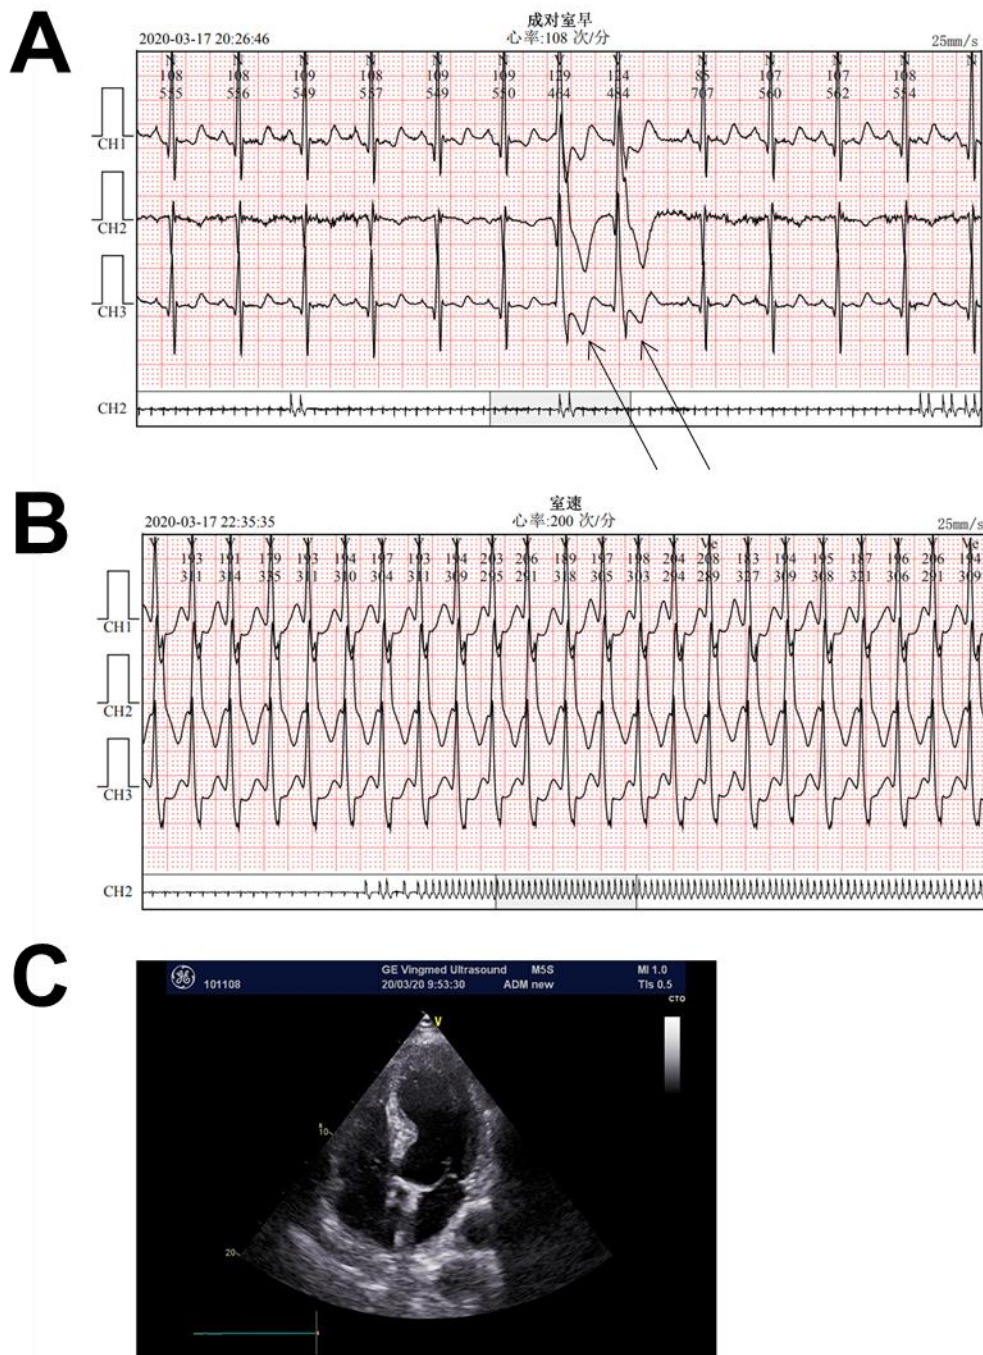 A
成对室早
2020-03-17 20:26:46 心率:108 次/分 25mm/s
N N N N N N V V N N N N N
108 108 109 108 109 109 129 124 85 107 107 108
555 556 549 557 549 550 464 484 707 560 562 554
CH1
CH2
CH3
CH2
B
室速
2020-03-17 22:35:35 心率:200 次/分 25mm/s
193 191 179 193 194 197 193 194 203 206 189 197 198 204 208 183 194 195 187 196 206 194
311 314 335 311 310 304 311 309 295 291 318 305 303 294 289 327 309 308 321 306 291 309
CH1
CH2
CH3
CH2
C
GE Vingmed Ultrasound M5S MI 1.0
101108 20/03/20 9:53:30 ADM new TIs 0.5
CTO
V
10
20